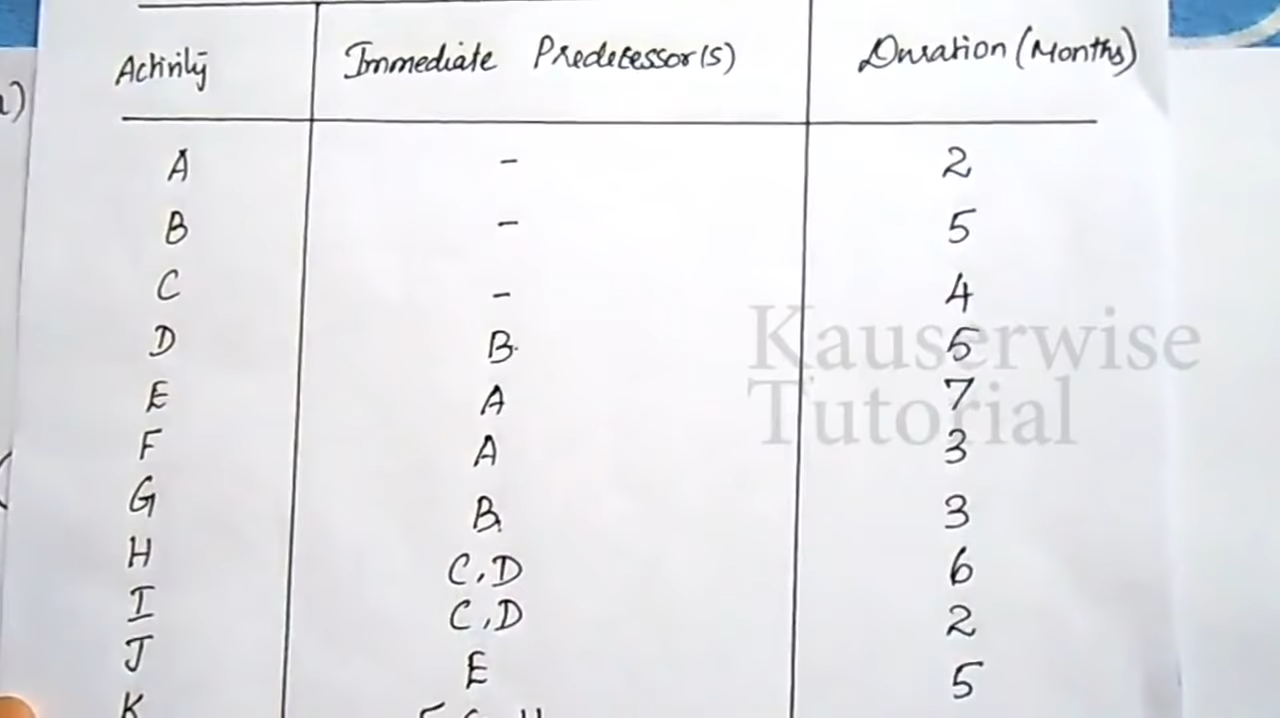 Activity Immediate Predecessor(s) Duration (Months)
A - 2
B - 5
C - 4
D B 5
E A 7
F A 3
G B 3
H C,D 6
I C,D 2
J E 5
K
Kauserwise
Tutorial